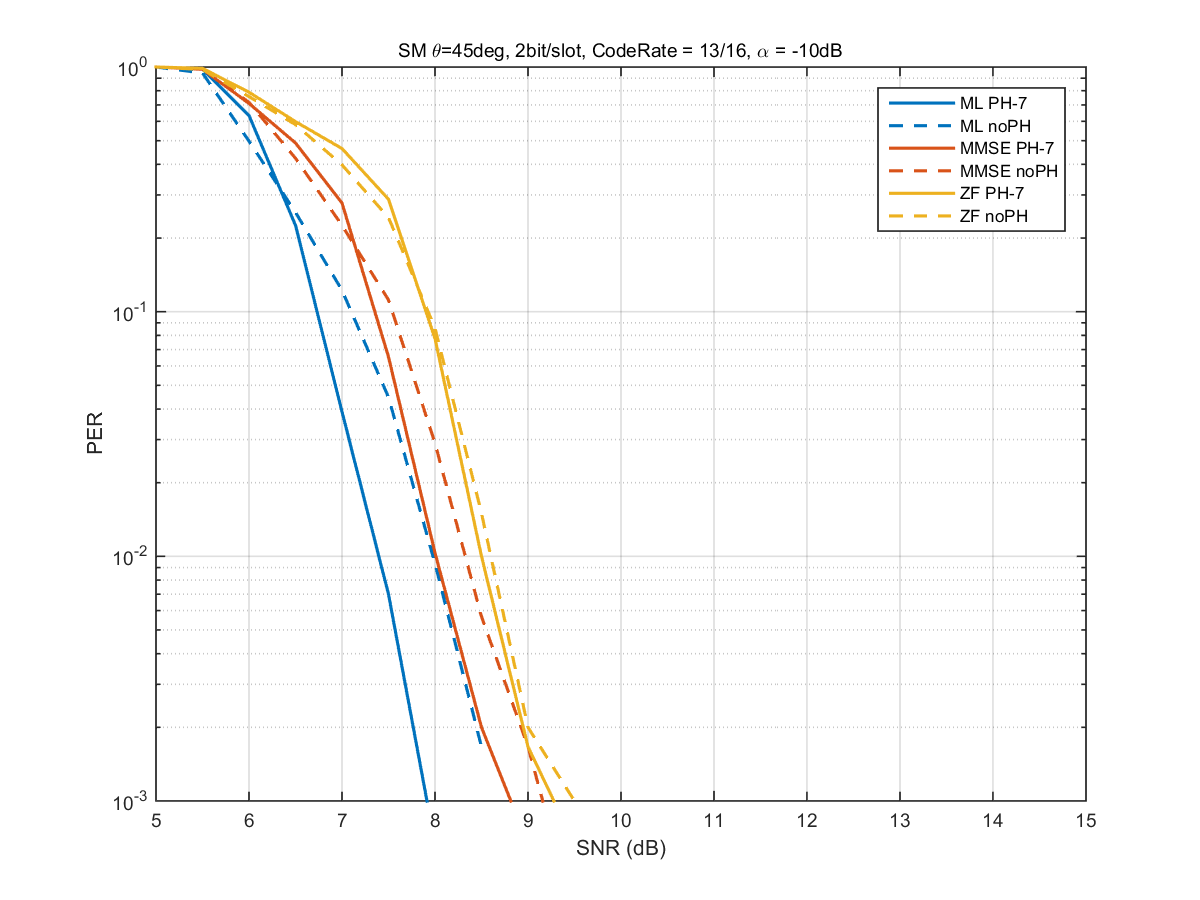 SM θ=45deg, 2bit/slot, CodeRate = 13/16, α = -10dB
10^0
ML PH-7
ML noPH
MMSE PH-7
MMSE noPH
ZF PH-7
ZF noPH
10^-1
PER
10^-2
10^-3
5 6 7 8 9 10 11 12 13 14 15
SNR (dB)